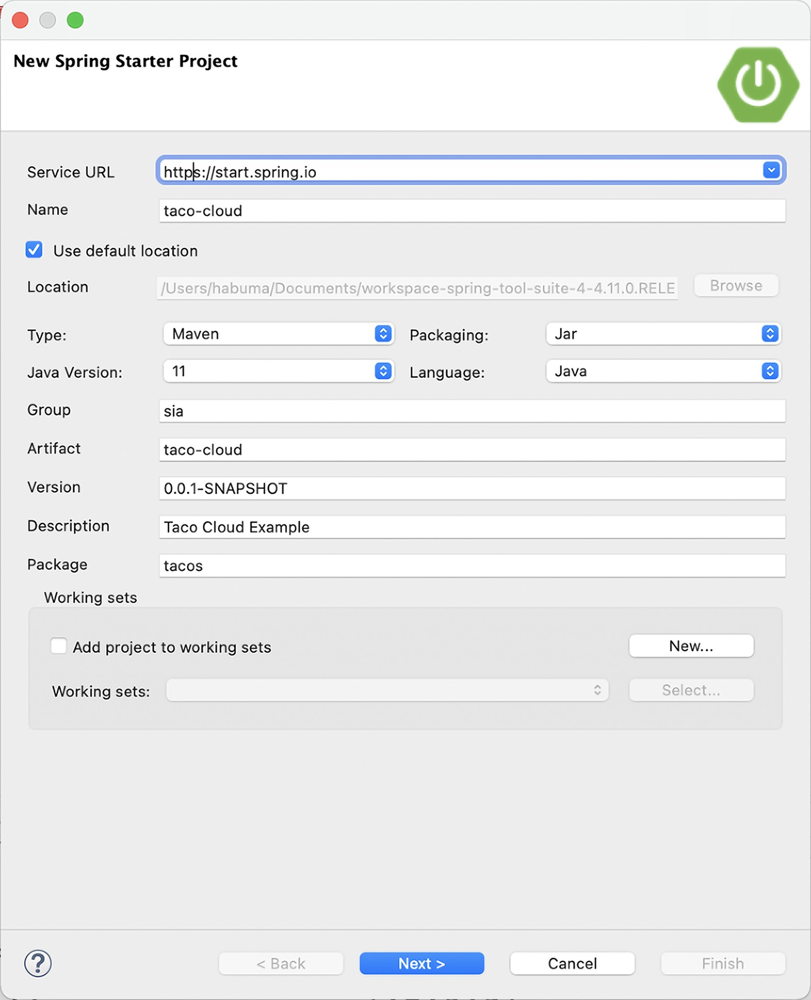 New Spring Starter Project
Service URL https://start.spring.io
Name taco-cloud
Use default location
Location /Users/habuma/Documents/workspace-spring-tool-suite-4-4.11.0.RELE Browse
Type: Maven Packaging: Jar
Java Version: 11 Language: Java
Group sia
Artifact taco-cloud
Version 0.0.1-SNAPSHOT
Description Taco Cloud Example
Package tacos
Working sets
Add project to working sets New...
Working sets: Select...
? < Back Next > Cancel Finish